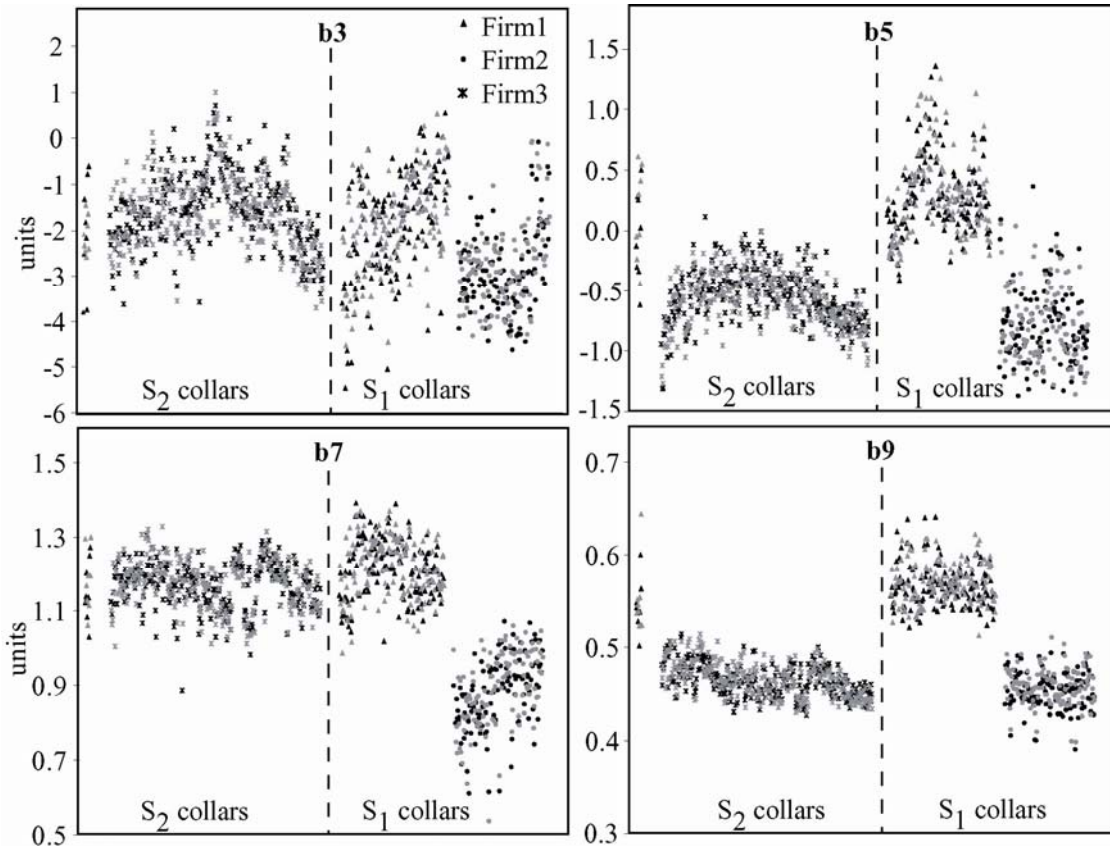 b3
Firm1
Firm2
Firm3
2
1
0
-1
-2
-3
-4
-5
-6
units
S2 collars
S1 collars
b5
1.5
1.0
0.5
0.0
-0.5
-1.0
-1.5
S2 collars
S1 collars
b7
1.5
1.3
1.1
0.9
0.7
0.5
units
S2 collars
S1 collars
b9
0.7
0.6
0.5
0.4
0.3
S2 collars
S1 collars